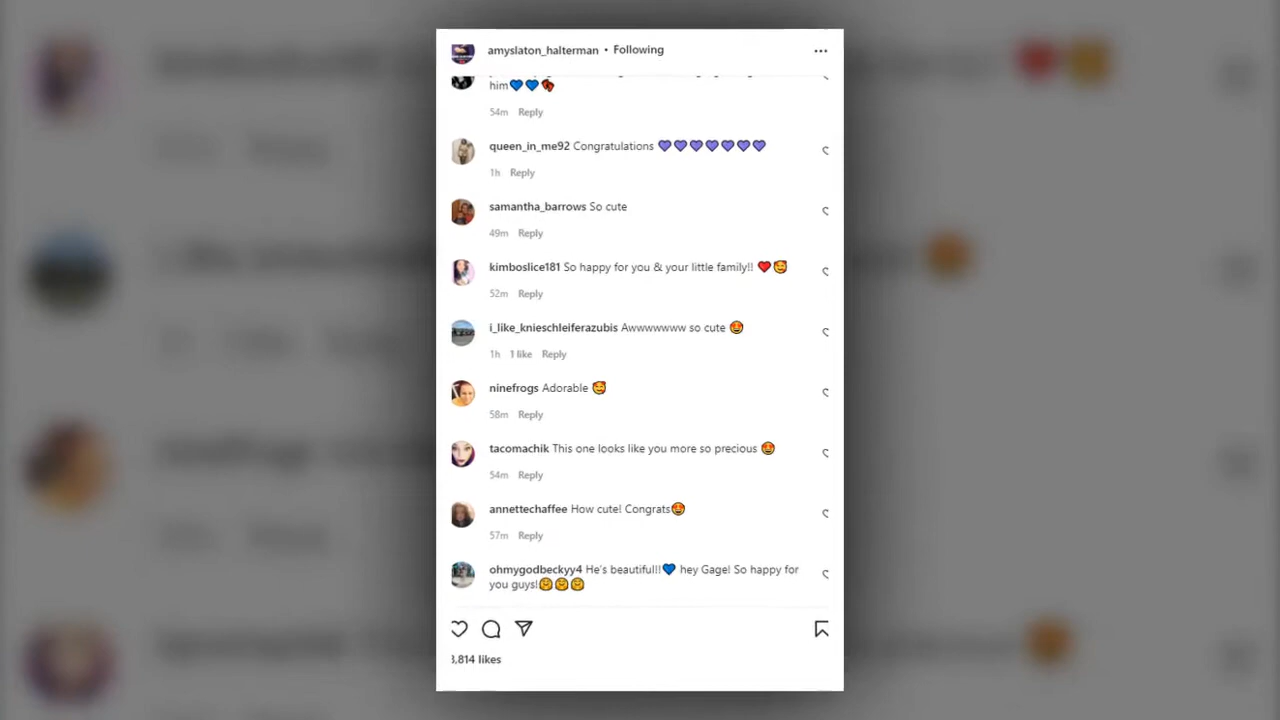 amyslaton_halterman • Following
him💙💙👣
54m Reply
queen_in_me92 Congratulations 💜💜💜💜💜💜💜
1h Reply
samantha_barrows So cute
49m Reply
kimboslice181 So happy for you & your little family!! ❤️🥰
52m Reply
i_like_knieschleiferazubis Awwwwwww so cute 🤩
1h 1 like Reply
ninefrogs Adorable 🥰
58m Reply
tacomachik This one looks like you more so precious 🤩
54m Reply
annettechaffee How cute! Congrats🤩
57m Reply
ohmygodbeckyy4 He's beautiful!!💙 hey Gage! So happy for
you guys!🤗🤗🤗
,814 likes